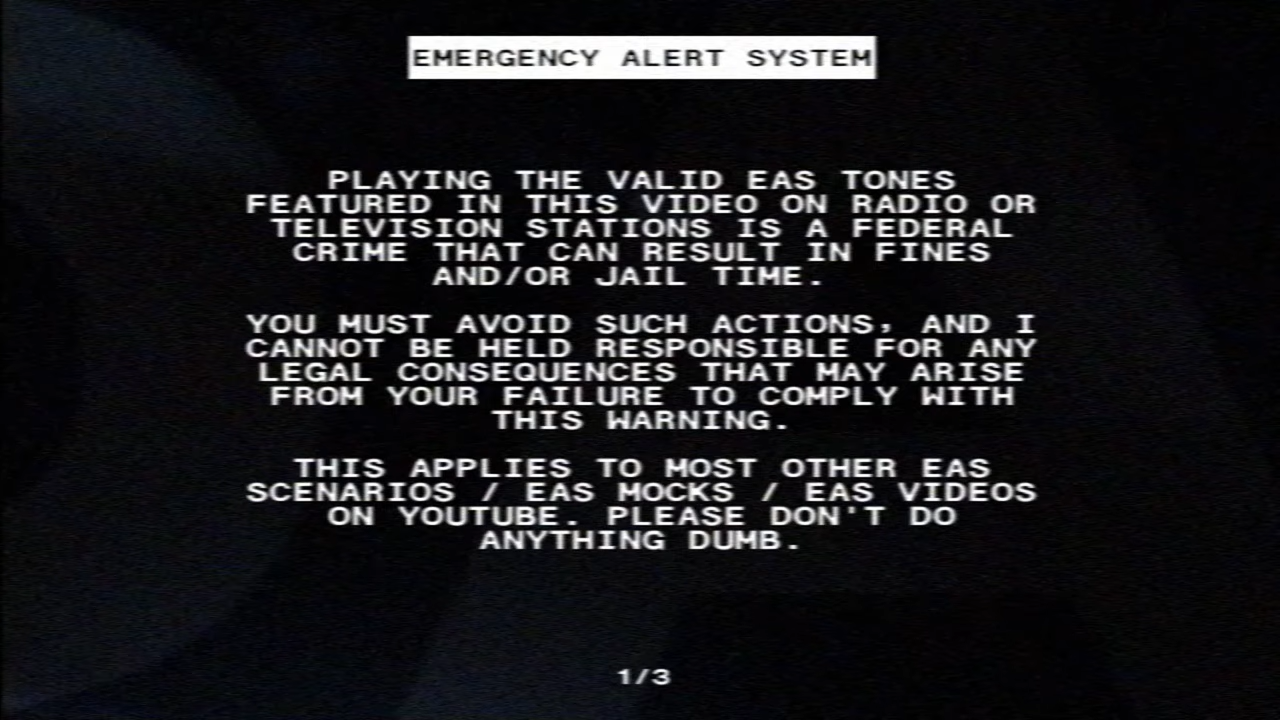 EMERGENCY ALERT SYSTEM
PLAYING THE VALID EAS TONES
FEATURED IN THIS VIDEO ON RADIO OR
TELEVISION STATIONS IS A FEDERAL
CRIME THAT CAN RESULT IN FINES
AND/OR JAIL TIME.
YOU MUST AVOID SUCH ACTIONS, AND I
CANNOT BE HELD RESPONSIBLE FOR ANY
LEGAL CONSEQUENCES THAT MAY ARISE
FROM YOUR FAILURE TO COMPLY WITH
THIS WARNING.
THIS APPLIES TO MOST OTHER EAS
SCENARIOS / EAS MOCKS / EAS VIDEOS
ON YOUTUBE. PLEASE DON'T DO
ANYTHING DUMB.
1/3